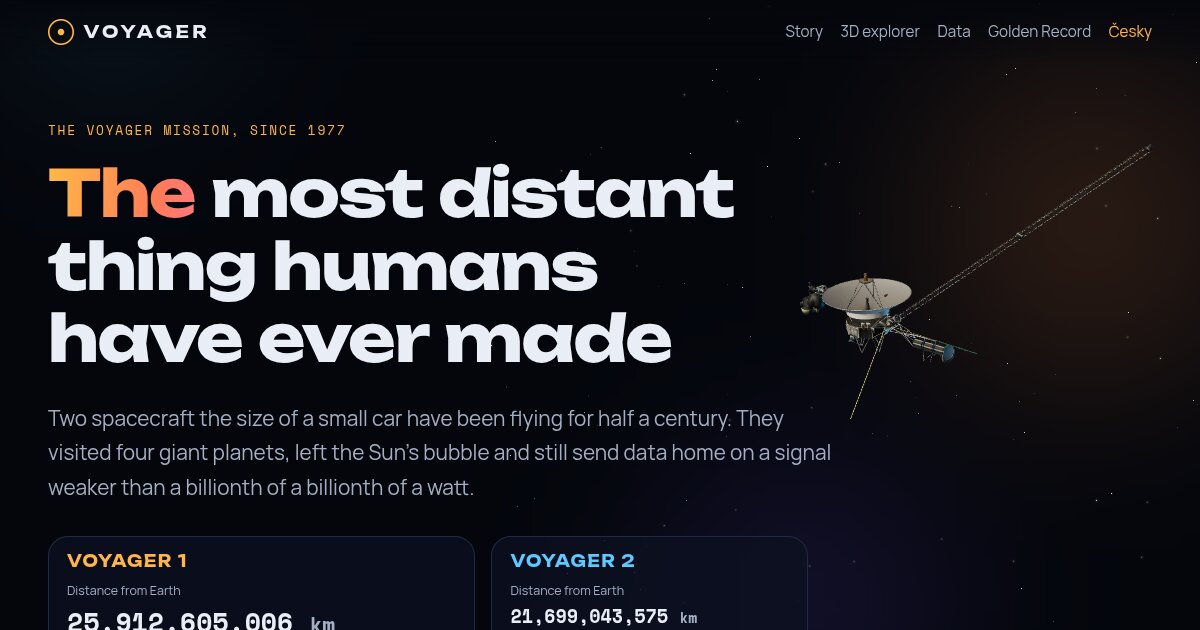 VOYAGER
Story 3D explorer Data Golden Record Česky
THE VOYAGER MISSION, SINCE 1977
The most distant
thing humans
have ever made
Two spacecraft the size of a small car have been flying for half a century. They
visited four giant planets, left the Sun's bubble and still send data home on a signal
weaker than a billionth of a billionth of a watt.
VOYAGER 1
Distance from Earth
25,912,605,006 km
VOYAGER 2
Distance from Earth
21,699,043,575 km